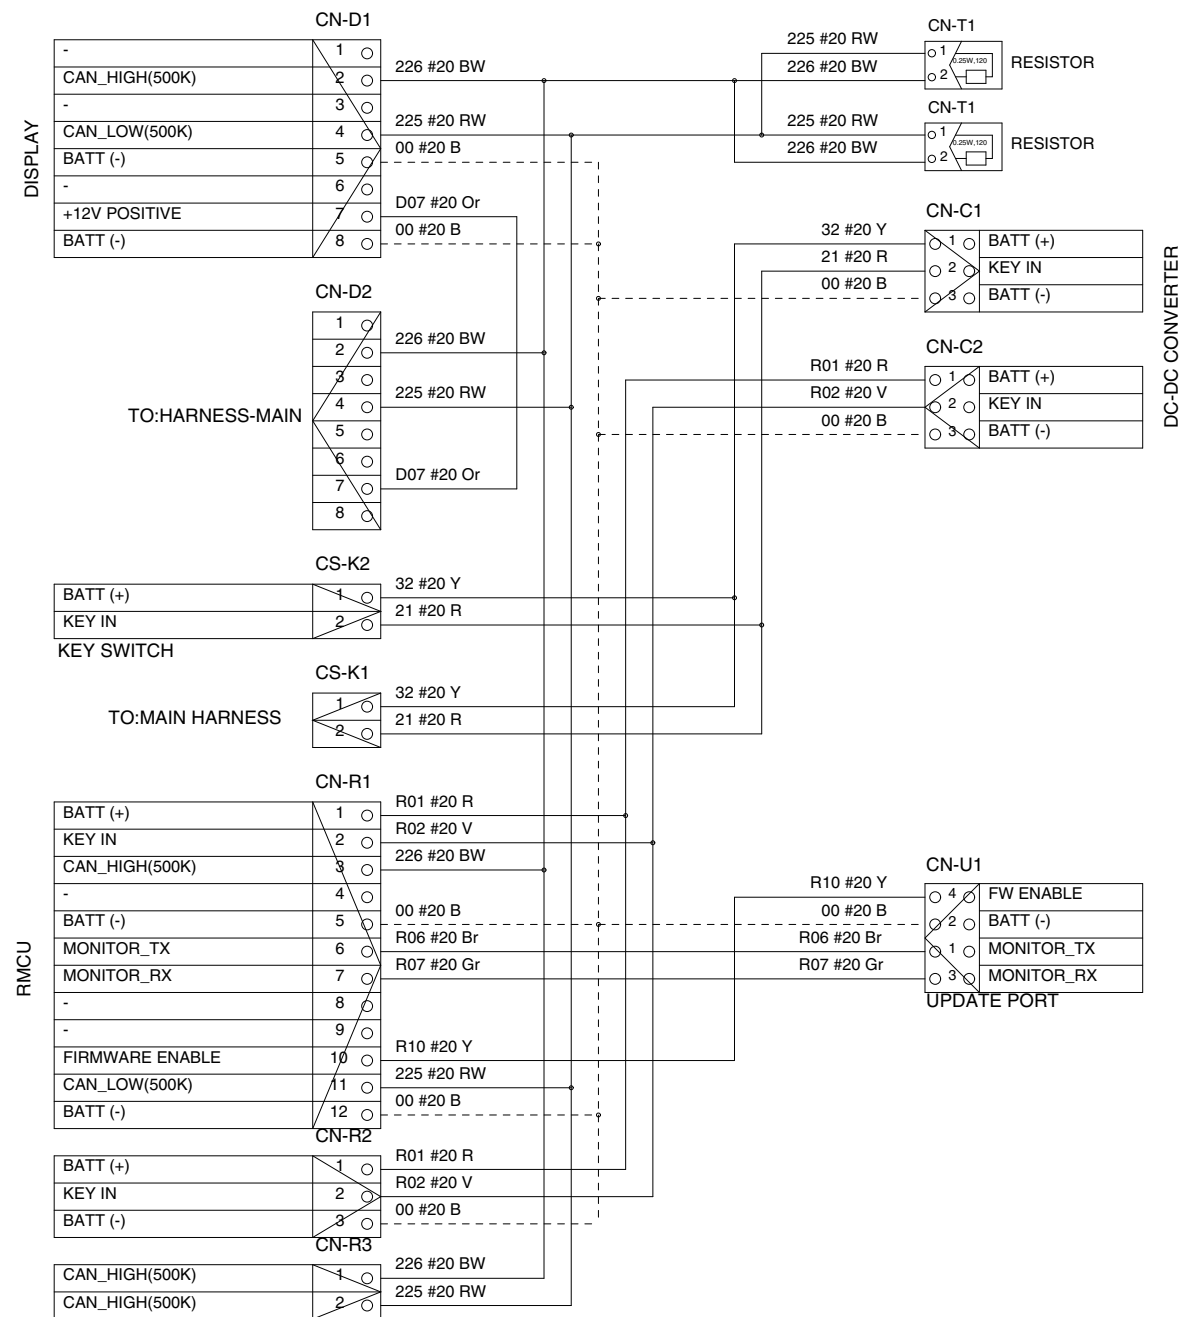 CN-D1
DISPLAY
-
1
CAN_HIGH(500K)
2
226 #20 BW
-
3
CAN_LOW(500K)
4
225 #20 RW
BATT (-)
5
00 #20 B
-
6
+12V POSITIVE
7
D07 #20 Or
BATT (-)
8
00 #20 B
CN-T1
225 #20 RW
1
226 #20 BW
2
0.25W,120
RESISTOR
CN-T1
225 #20 RW
1
226 #20 BW
2
0.25W,120
RESISTOR
CN-C1
32 #20 Y
1
BATT (+)
21 #20 R
2
KEY IN
00 #20 B
3
BATT (-)
DC-DC CONVERTER
CN-C2
R01 #20 R
1
BATT (+)
R02 #20 V
2
KEY IN
00 #20 B
3
BATT (-)
CN-D2
1
2
226 #20 BW
3
4
225 #20 RW
TO:HARNESS-MAIN
5
6
7
D07 #20 Or
8
CS-K2
BATT (+)
1
32 #20 Y
KEY IN
2
21 #20 R
KEY SWITCH
CS-K1
1
32 #20 Y
TO:MAIN HARNESS
2
21 #20 R
CN-R1
RMCU
BATT (+)
1
R01 #20 R
KEY IN
2
R02 #20 V
CAN_HIGH(500K)
3
226 #20 BW
-
4
BATT (-)
5
00 #20 B
MONITOR_TX
6
R06 #20 Br
MONITOR_RX
7
R07 #20 Gr
-
8
-
9
FIRMWARE ENABLE
10
R10 #20 Y
CAN_LOW(500K)
11
225 #20 RW
BATT (-)
12
00 #20 B
CN-U1
R10 #20 Y
4
FW ENABLE
00 #20 B
2
BATT (-)
R06 #20 Br
1
MONITOR_TX
R07 #20 Gr
3
MONITOR_RX
UPDATE PORT
CN-R2
BATT (+)
1
R01 #20 R
KEY IN
2
R02 #20 V
BATT (-)
3
00 #20 B
CN-R3
CAN_HIGH(500K)
1
226 #20 BW
CAN_HIGH(500K)
2
225 #20 RW